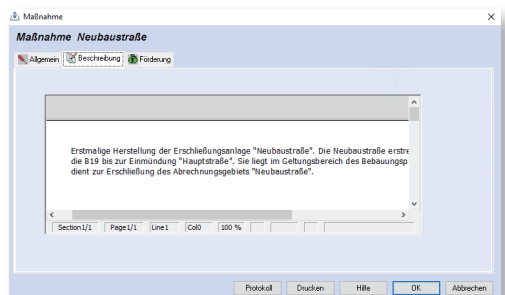 Maßnahme
Maßnahme Neubaustraße
Allgemein Beschreibung Förderung
Erstmalige Herstellung der Erschließungsanlage "Neubaustraße". Die Neubaustraße erstre
die B19 bis zur Einmündung "Hauptstraße". Sie liegt im Geltungsbereich des Bebauungsp
dient zur Erschließung des Abrechnungsgebiets "Neubaustraße".
Section1/1 Page1/1 Line1 Col0 100 %
Protokoll Drucken Hilfe OK Abbrechen